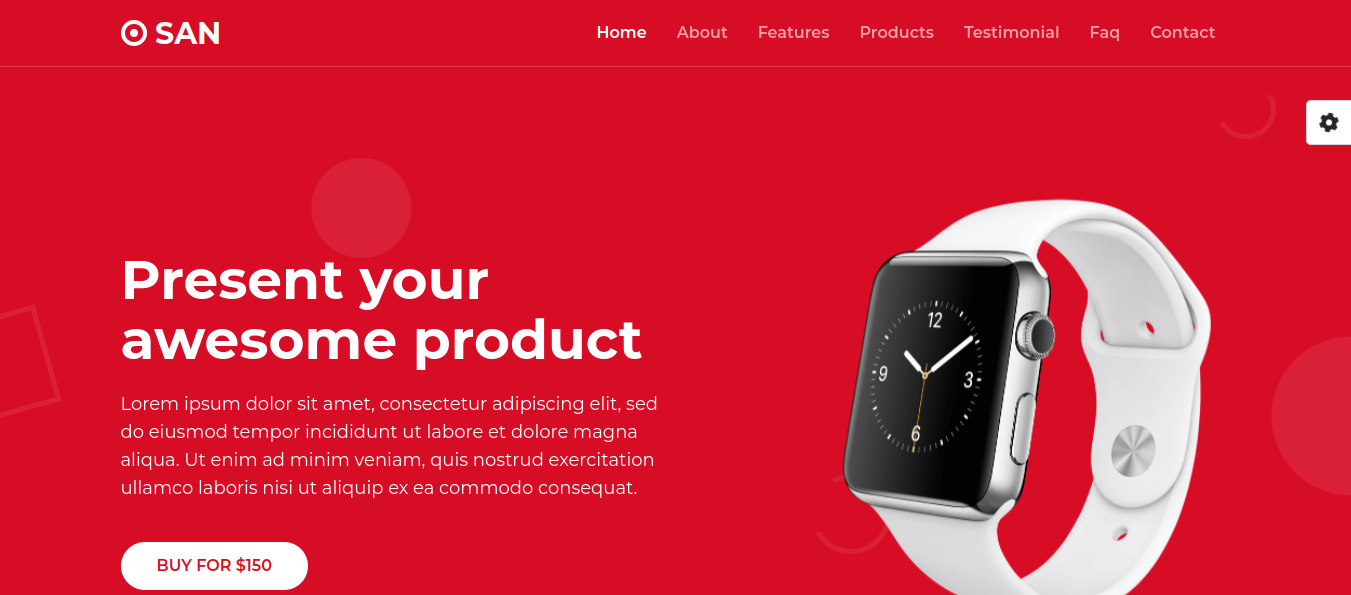 SAN
Home About Features Products Testimonial Faq Contact
Present your
awesome product
Lorem ipsum dolor sit amet, consectetur adipiscing elit, sed
do eiusmod tempor incididunt ut labore et dolore magna
aliqua. Ut enim ad minim veniam, quis nostrud exercitation
ullamco laboris nisi ut aliquip ex ea commodo consequat.
BUY FOR $150
12
9
3
6